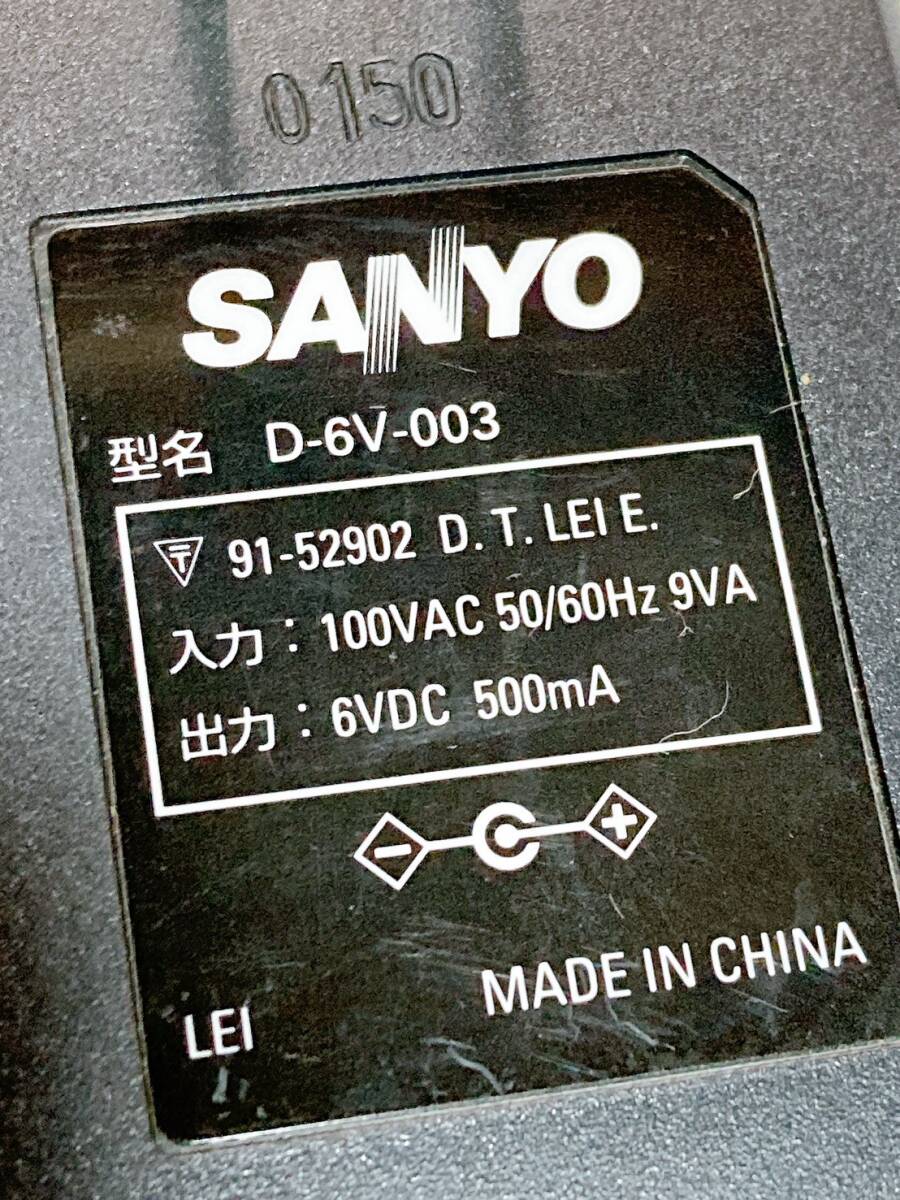 0150
SANYO
型名 D-6V-003
〒 91-52902 D. T. LEI E.
入力：100VAC 50/60Hz 9VA
出力：6VDC 500mA
- +
MADE IN CHINA
LEI